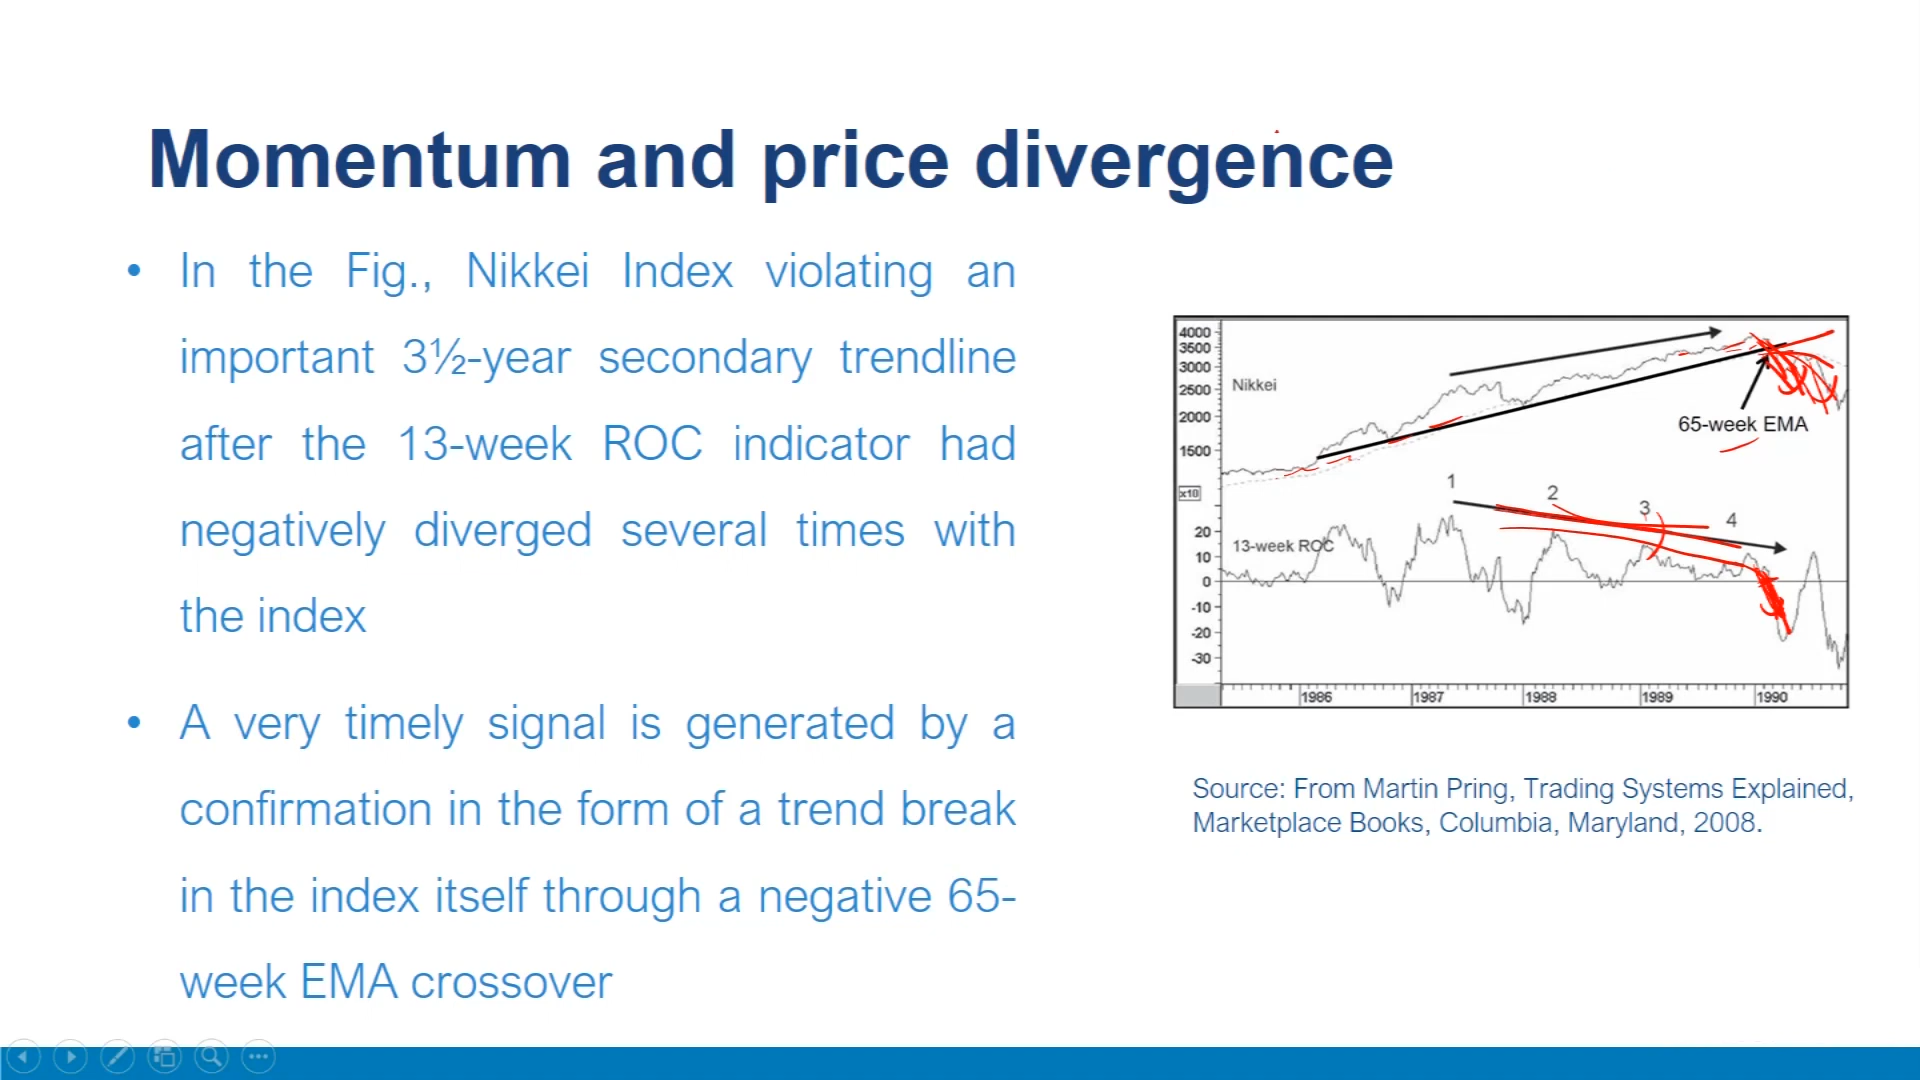 Momentum and price divergence
• In the Fig., Nikkei Index violating an
important 3½-year secondary trendline
after the 13-week ROC indicator had
negatively diverged several times with
the index
• A very timely signal is generated by a
confirmation in the form of a trend break
in the index itself through a negative 65-
week EMA crossover
4000
3500
3000
2500
2000
1500
x10
Nikkei
65-week EMA
1
2
3
4
20
10
0
-10
-20
-30
13-week ROC
1986 1987 1988 1989 1990
Source: From Martin Pring, Trading Systems Explained,
Marketplace Books, Columbia, Maryland, 2008.